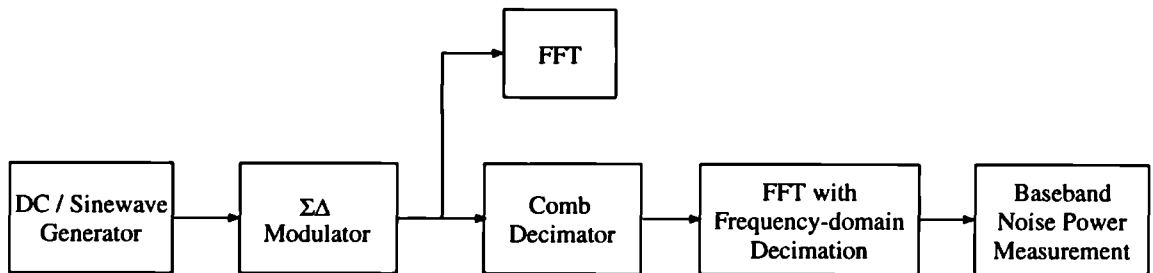 FFT
DC / Sinewave
Generator
ΣΔ
Modulator
Comb
Decimator
FFT with
Frequency-domain
Decimation
Baseband
Noise Power
Measurement